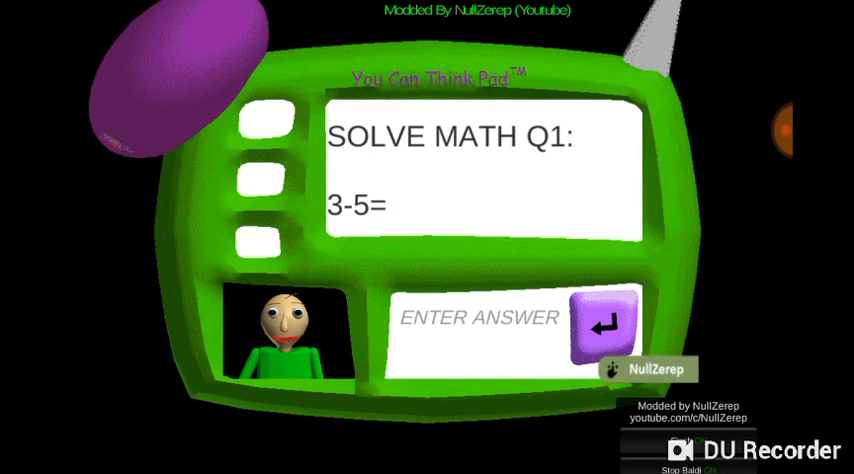 Modded By NullZerep (Youtube)
You Can Think Pad™
SOLVE MATH Q1:
3-5=
ENTER ANSWER
NullZerep
Modded by NullZerep
youtube.com/c/NullZerep
ON
DU Recorder
Stop Baldi ON